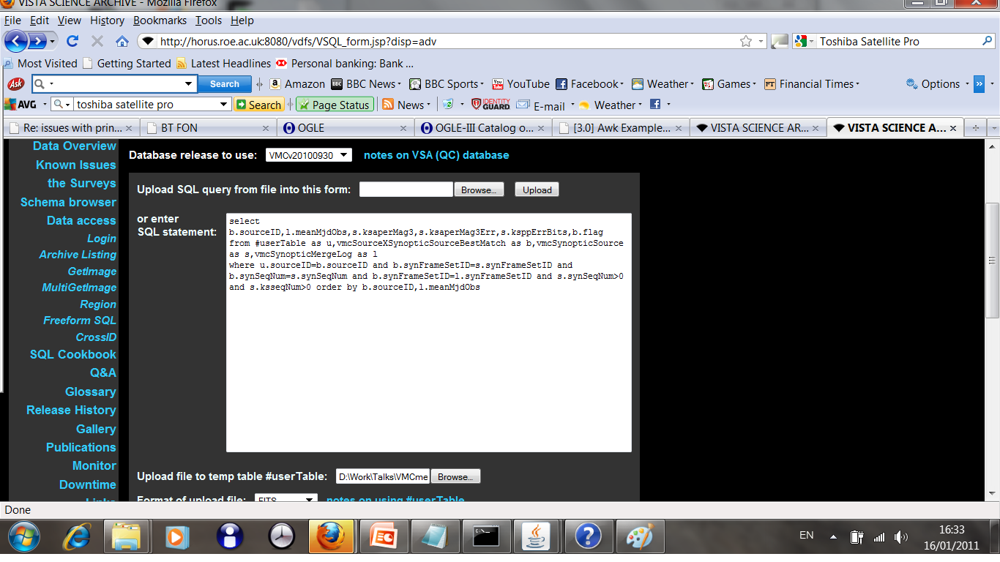 VISTA SCIENCE ARCHIVE - Mozilla Firefox
File Edit View History Bookmarks Tools Help
http://horus.roe.ac.uk:8080/vdfs/VSQL_form.jsp?disp=adv Toshiba Satellite Pro
Most Visited Getting Started Latest Headlines Personal banking: Bank ...
Ask Search Amazon BBC BBC News BBC Sports YouTube Facebook Weather Games FT Financial Times Options »
AVG toshiba satellite pro Search Page Status News IDENTITY GUARD E-mail Weather
Re: issues with prin... BT FON OGLE OGLE-III Catalog o... [3.0] Awk Example... VISTA SCIENCE AR... VISTA SCIENCE A...
Data Overview
Known Issues
the Surveys
Schema browser
Data access
Login
Archive Listing
GetImage
MultiGetImage
Region
Freeform SQL
CrossID
SQL Cookbook
Q&A
Glossary
Release History
Gallery
Publications
Monitor
Downtime
Links
Database release to use: VMCv20100930 notes on VSA (QC) database
Upload SQL query from file into this form: Browse... Upload
or enter
SQL statement:
select
b.sourceID,l.meanMjdObs,s.ksaperMag3,s.ksaperMag3Err,s.ksppErrBits,b.flag
from #userTable as u,vmcSourceXSynopticSourceBestMatch as b,vmcSynopticSource
as s,vmcSynopticMergeLog as l
where u.sourceID=b.sourceID and b.synFrameSetID=s.synFrameSetID and
b.synSeqNum=s.synSeqNum and b.synFrameSetID=l.synFrameSetID and s.synSeqNum>0
and s.ksseqNum>0 order by b.sourceID,l.meanMjdObs
Upload file to temp table #userTable: D:\Work\Talks\VMCme Browse...
Format of upload file: FITS notes on using #userTable
Done
EN 16:33
16/01/2011